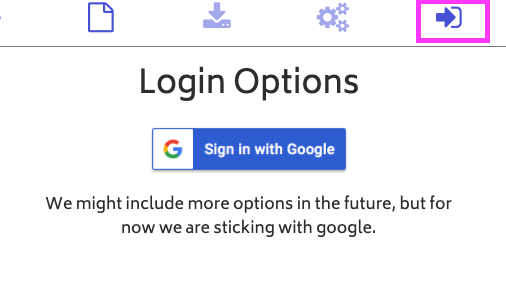 Login Options
Sign in with Google
We might include more options in the future, but for
now we are sticking with google.